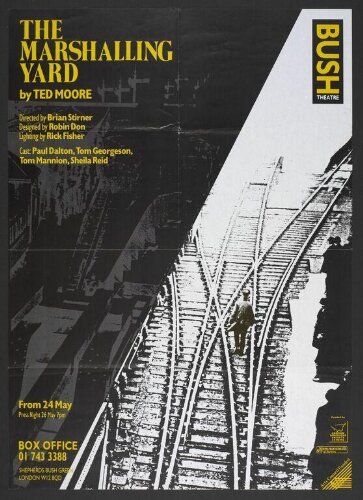 THE
MARSHALLING
YARD
by TED MOORE
Directed by Brian Stirner
Designed by Robin Don
Lighting by Rick Fisher
Cast: Paul Dalton, Tom Georgeson,
Tom Mannion, Sheila Reid
BUSH
THEATRE
From 24 May
Press Night 26 May 7pm
BOX OFFICE
01 743 3388
SHEPHERDS BUSH GREEN
LONDON W12 8QD